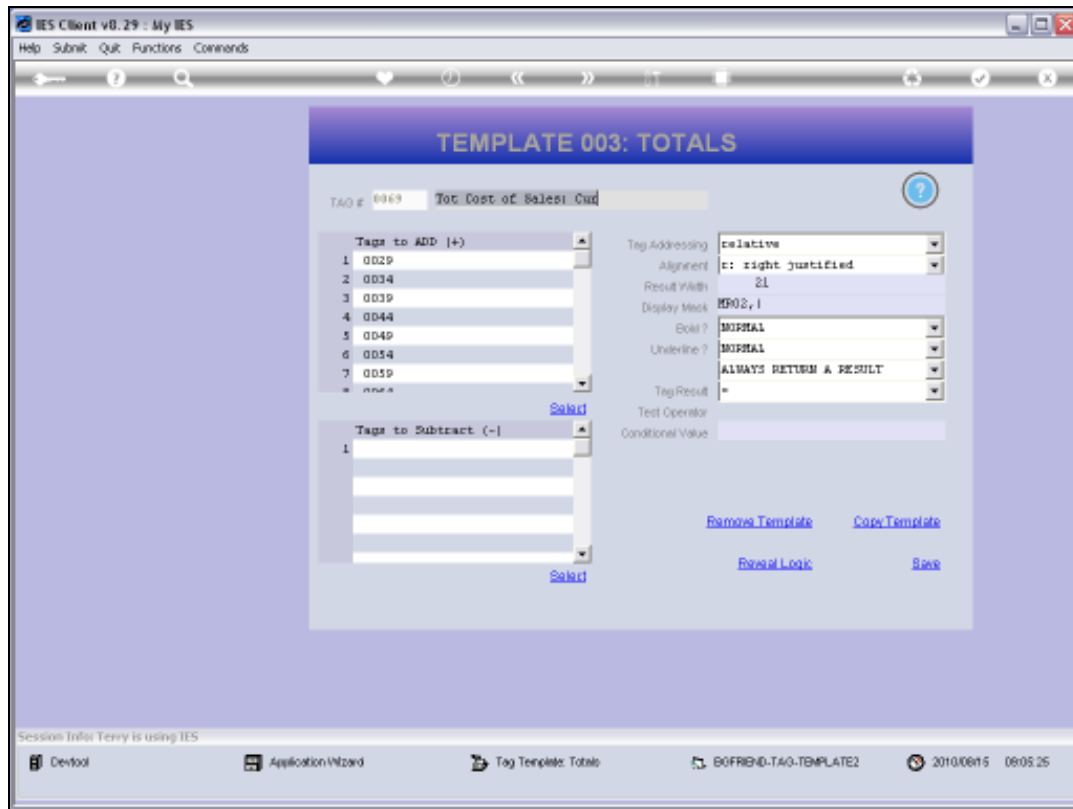 IES Client v8.29 : My IES
Help Submit Quit Functions Commands
TEMPLATE 003: TOTALS
TAG # 0069 Tot Cost of Sales: Cur
Tags to ADD (+)
1 0029
2 0034
3 0039
4 0044
5 0049
6 0054
7 0059
8 0064
Select
Tags to Subtract (-)
1
Select
Tag Addressing relative
Alignment r: right justified
Result Width 21
Display Mask MR02,|
Bold ? NORMAL
Underline ? NORMAL
ALWAYS RETURN A RESULT
Tag Result =
Test Operator
Conditional Value
Remove Template Copy Template
Reveal Logic Save
Session Info: Terry is using IES
Devtool Application Wizard Tag Template: Totals BGFRIEND-TAG-TEMPLATE2 2010/08/15 09:05:25